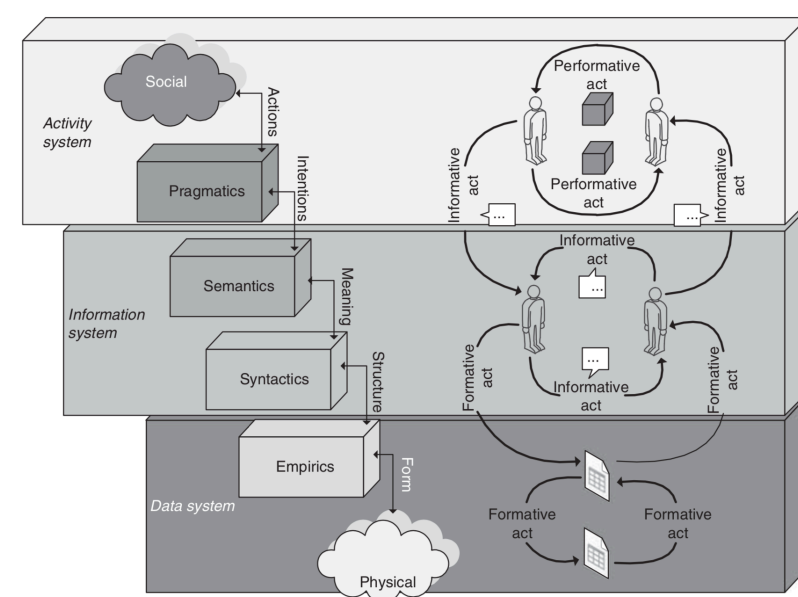 Social
Activity
system
Actions
Pragmatics
Intentions
Performative
act
Performative
act
Informative
act
Informative
act
...
...
Information
system
Semantics
Meaning
Syntactics
Structure
Informative
act
...
...
Informative
act
Formative
act
Formative
act
Data system
Empirics
Form
Physical
Formative
act
Formative
act